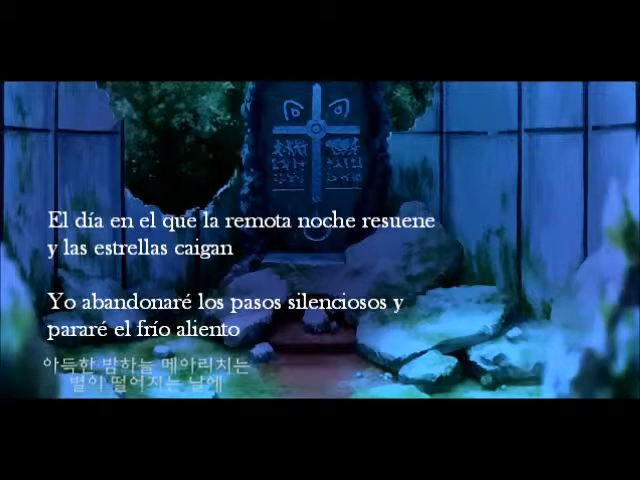 El día en el que la remota noche resuene
y las estrellas caigan
Yo abandonaré los pasos silenciosos y
pararé el frío aliento
아득한 밤하늘 메아리치는
별이 떨어지는 날에